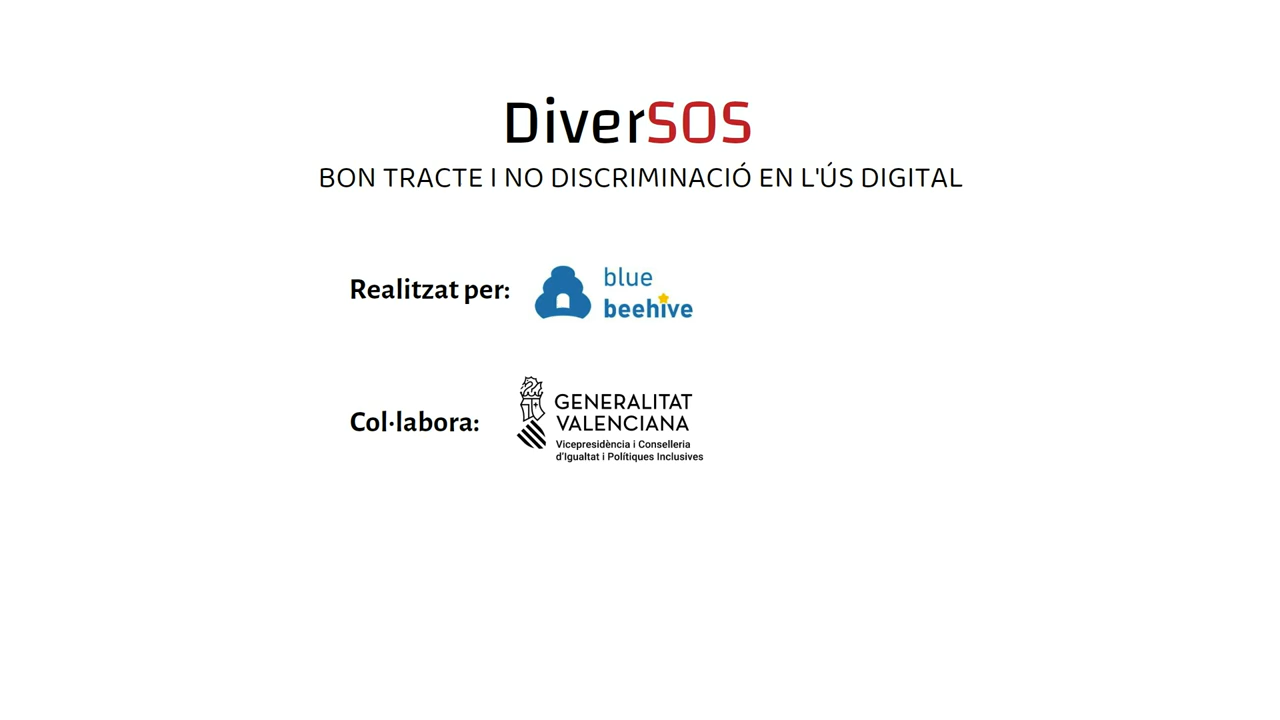 DiverSOS
BON TRACTE I NO DISCRIMINACIÓ EN L'ÚS DIGITAL
Realitzat per:
blue
beehive
Col·labora:
GENERALITAT
VALENCIANA
Vicepresidència i Conselleria
d'Igualtat i Polítiques Inclusives